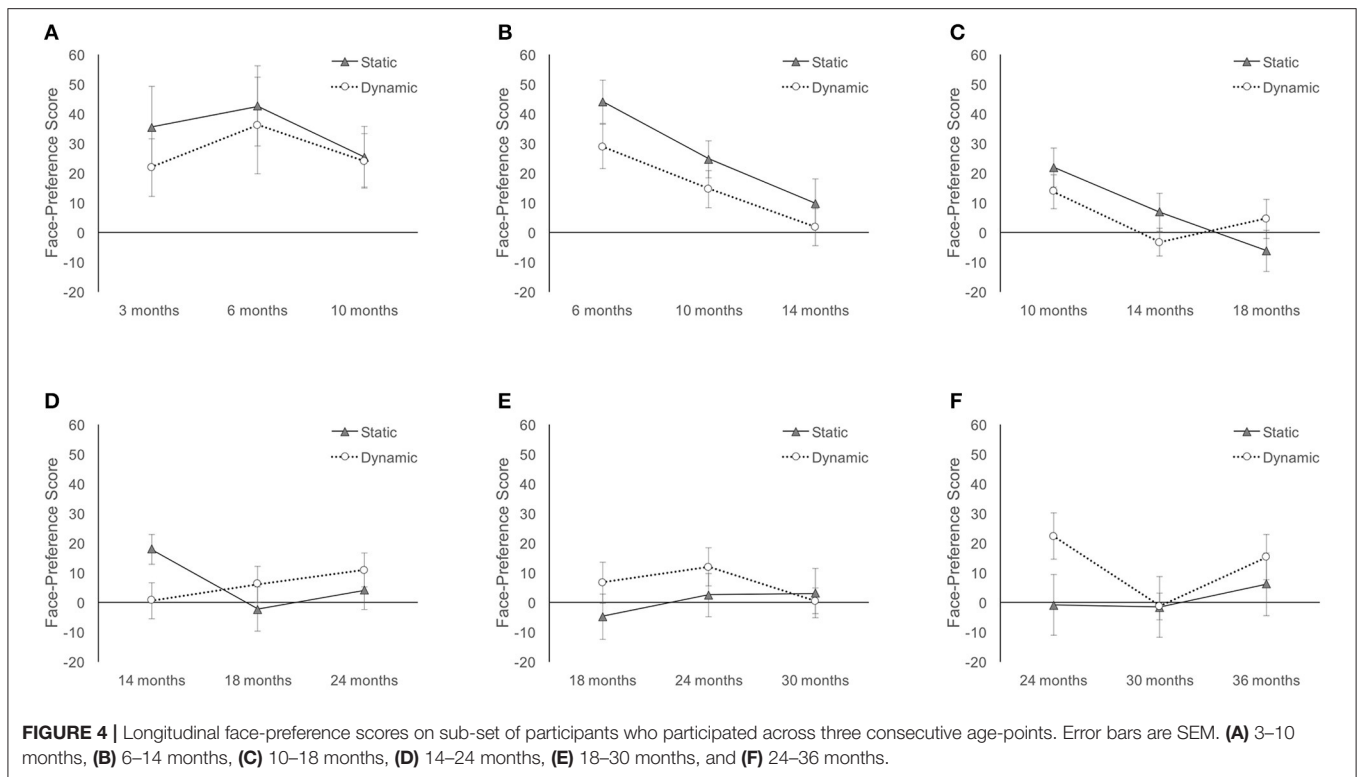 A
60
50
40
30
20
10
0
-10
-20
Face-Preference Score
Static
Dynamic
3 months 6 months 10 months
B
60
50
40
30
20
10
0
-10
-20
Face-Preference Score
Static
Dynamic
6 months 10 months 14 months
C
60
50
40
30
20
10
0
-10
-20
Face-Preference Score
Static
Dynamic
10 months 14 months 18 months
D
60
50
40
30
20
10
0
-10
-20
Face-Preference Score
Static
Dynamic
14 months 18 months 24 months
E
60
50
40
30
20
10
0
-10
-20
Face-Preference Score
Static
Dynamic
18 months 24 months 30 months
F
60
50
40
30
20
10
0
-10
-20
Face-Preference Score
Static
Dynamic
24 months 30 months 36 months
FIGURE 4 | Longitudinal face-preference scores on sub-set of participants who participated across three consecutive age-points. Error bars are SEM. (A) 3–10
months, (B) 6–14 months, (C) 10–18 months, (D) 14–24 months, (E) 18–30 months, and (F) 24–36 months.